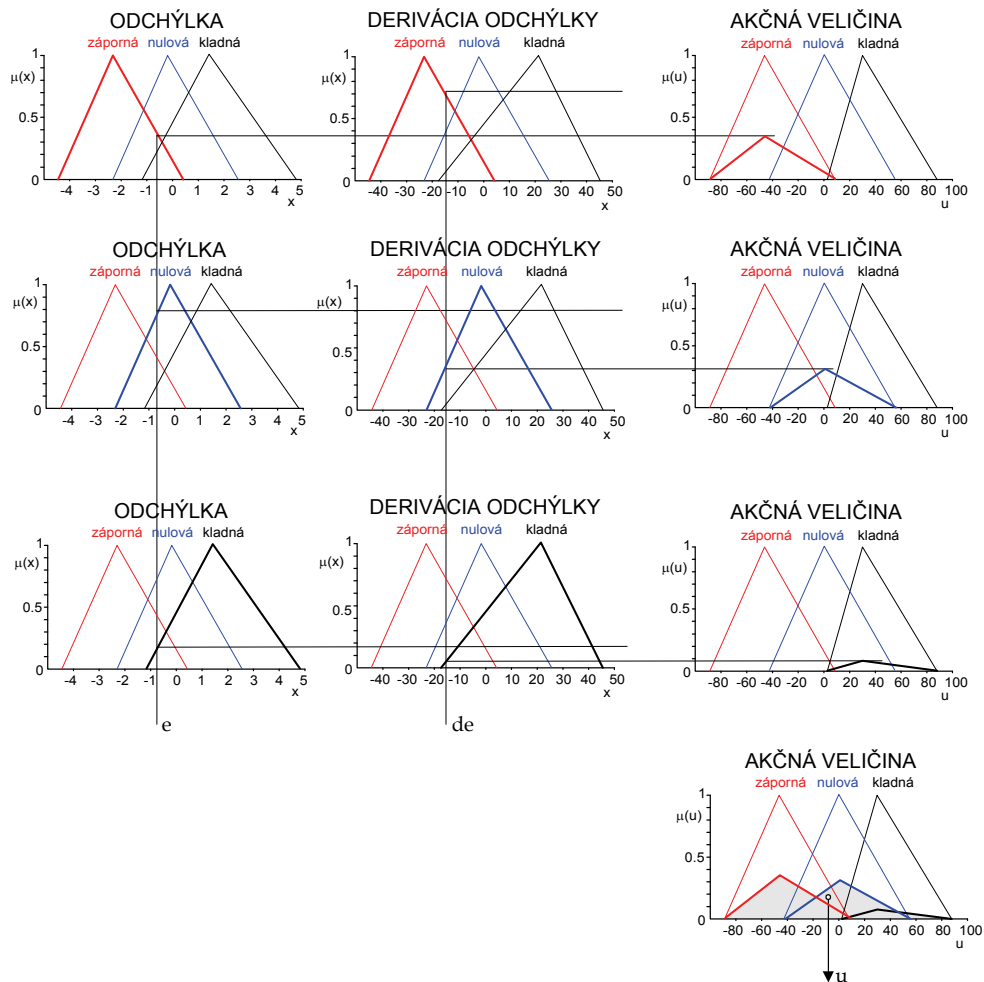 ODCHÝLKA
DERIVÁCIA ODCHÝLKY
AKČNÁ VELIČINA
záporná nulová kladná
záporná nulová kladná
záporná nulová kladná
1
μ(x)
0.5
0
-4 -3 -2 -1 0 1 2 3 4 5
x
1
μ(x)
0.5
0
-40 -30 -20 -10 0 10 20 30 40 50
x
1
μ(u)
0.5
0
-80 -60 -40 -20 0 20 40 60 80 100
u
ODCHÝLKA
DERIVÁCIA ODCHÝLKY
AKČNÁ VELIČINA
záporná nulová kladná
záporná nulová kladná
záporná nulová kladná
1
μ(x)
0.5
0
-4 -3 -2 -1 0 1 2 3 4 5
x
1
μ(x)
0.5
0
-40 -30 -20 -10 0 10 20 30 40 50
x
1
μ(u)
0.5
0
-80 -60 -40 -20 0 20 40 60 80 100
u
ODCHÝLKA
DERIVÁCIA ODCHÝLKY
AKČNÁ VELIČINA
záporná nulová kladná
záporná nulová kladná
záporná nulová kladná
1
μ(x)
0.5
0
-4 -3 -2 -1 0 1 2 3 4 5
x
1
μ(x)
0.5
0
-40 -30 -20 -10 0 10 20 30 40 50
x
1
μ(u)
0.5
0
-80 -60 -40 -20 0 20 40 60 80 100
u
e
de
AKČNÁ VELIČINA
záporná nulová kladná
1
μ(u)
0.5
0
-80 -60 -40 -20 0 20 40 60 80 100
u
u